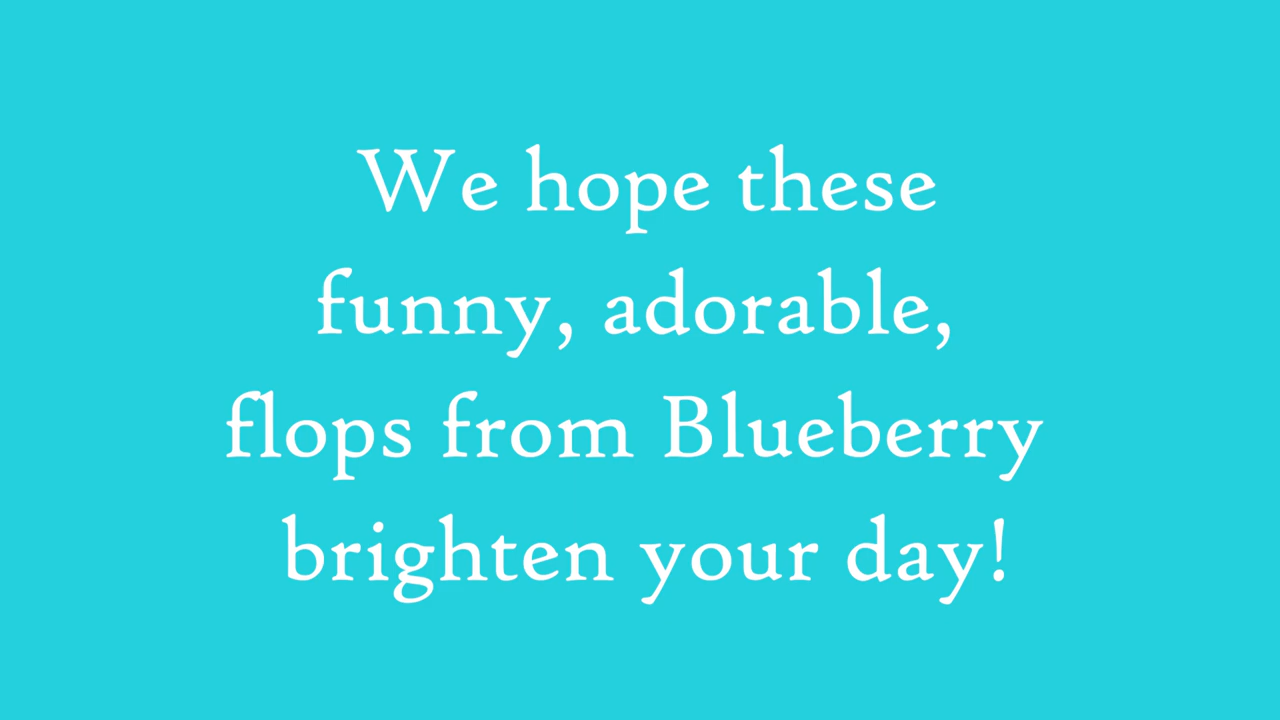 We hope these
funny, adorable,
flops from Blueberry
brighten your day!